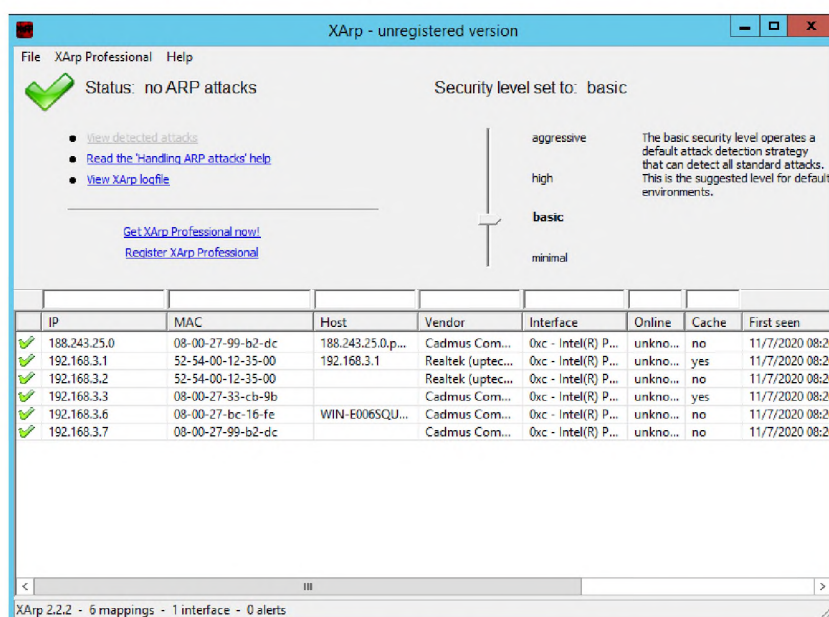 XArp - unregistered version
File XArp Professional Help
Status: no ARP attacks
Security level set to: basic
View detected attacks
Read the 'Handling ARP attacks' help
View XArp logfile
Get XArp Professional now!
Register XArp Professional
aggressive
high
basic
minimal
The basic security level operates a
default attack detection strategy
that can detect all standard attacks.
This is the suggested level for default
environments.
IP MAC Host Vendor Interface Online Cache First seen
188.243.25.0 08-00-27-99-b2-dc 188.243.25.0.p... Cadmus Com... 0xc - Intel(R) P... unkno... no 11/7/2020 08:2
192.168.3.1 52-54-00-12-35-00 192.168.3.1 Realtek (uptec... 0xc - Intel(R) P... unkno... yes 11/7/2020 08:2
192.168.3.2 52-54-00-12-35-00 Realtek (uptec... 0xc - Intel(R) P... unkno... no 11/7/2020 08:2
192.168.3.3 08-00-27-33-cb-9b Cadmus Com... 0xc - Intel(R) P... unkno... yes 11/7/2020 08:2
192.168.3.6 08-00-27-bc-16-fe WIN-E006SQU... Cadmus Com... 0xc - Intel(R) P... unkno... no 11/7/2020 08:2
192.168.3.7 08-00-27-99-b2-dc Cadmus Com... 0xc - Intel(R) P... unkno... no 11/7/2020 08:2
XArp 2.2.2 - 6 mappings - 1 interface - 0 alerts